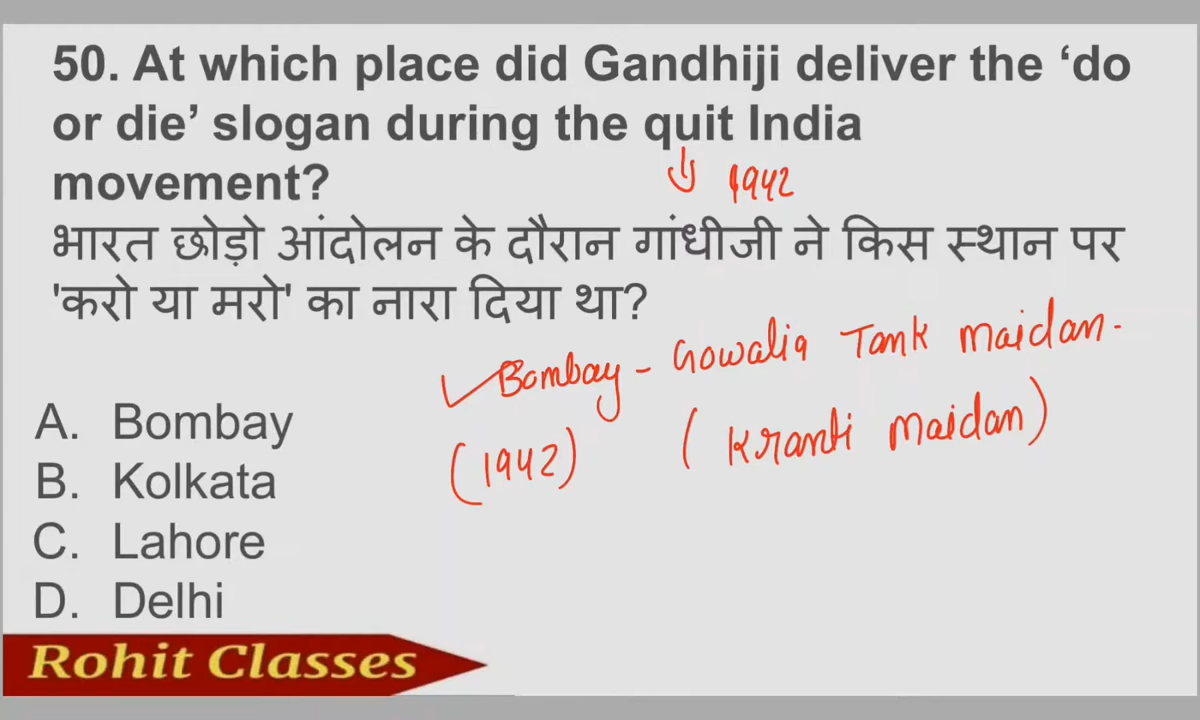 50. At which place did Gandhiji deliver the ‘do
or die’ slogan during the quit India
movement?
1942
भारत छोड़ो आंदोलन के दौरान गांधीजी ने किस स्थान पर
'करो या मरो' का नारा दिया था?
Bombay - Gowalia Tank Maidan.
(1942) (Kranti Maidan)
A. Bombay
B. Kolkata
C. Lahore
D. Delhi
Rohit Classes